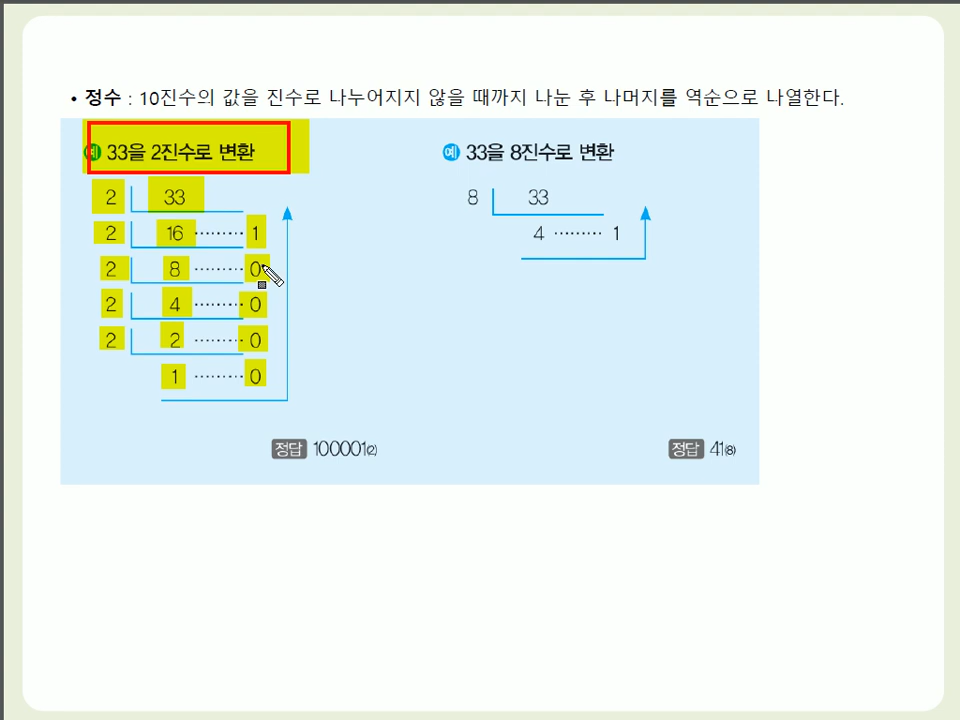 • 정수 : 10진수의 값을 진수로 나누어지지 않을 때까지 나눈 후 나머지를 역순으로 나열한다.
예 33을 2진수로 변환
2 33
2 16 ········· 1
2 8 ········· 0
2 4 ········· 0
2 2 ········· 0
1 ········· 0
정답 100001(2)
예 33을 8진수로 변환
8 33
4 ········· 1
정답 41(8)